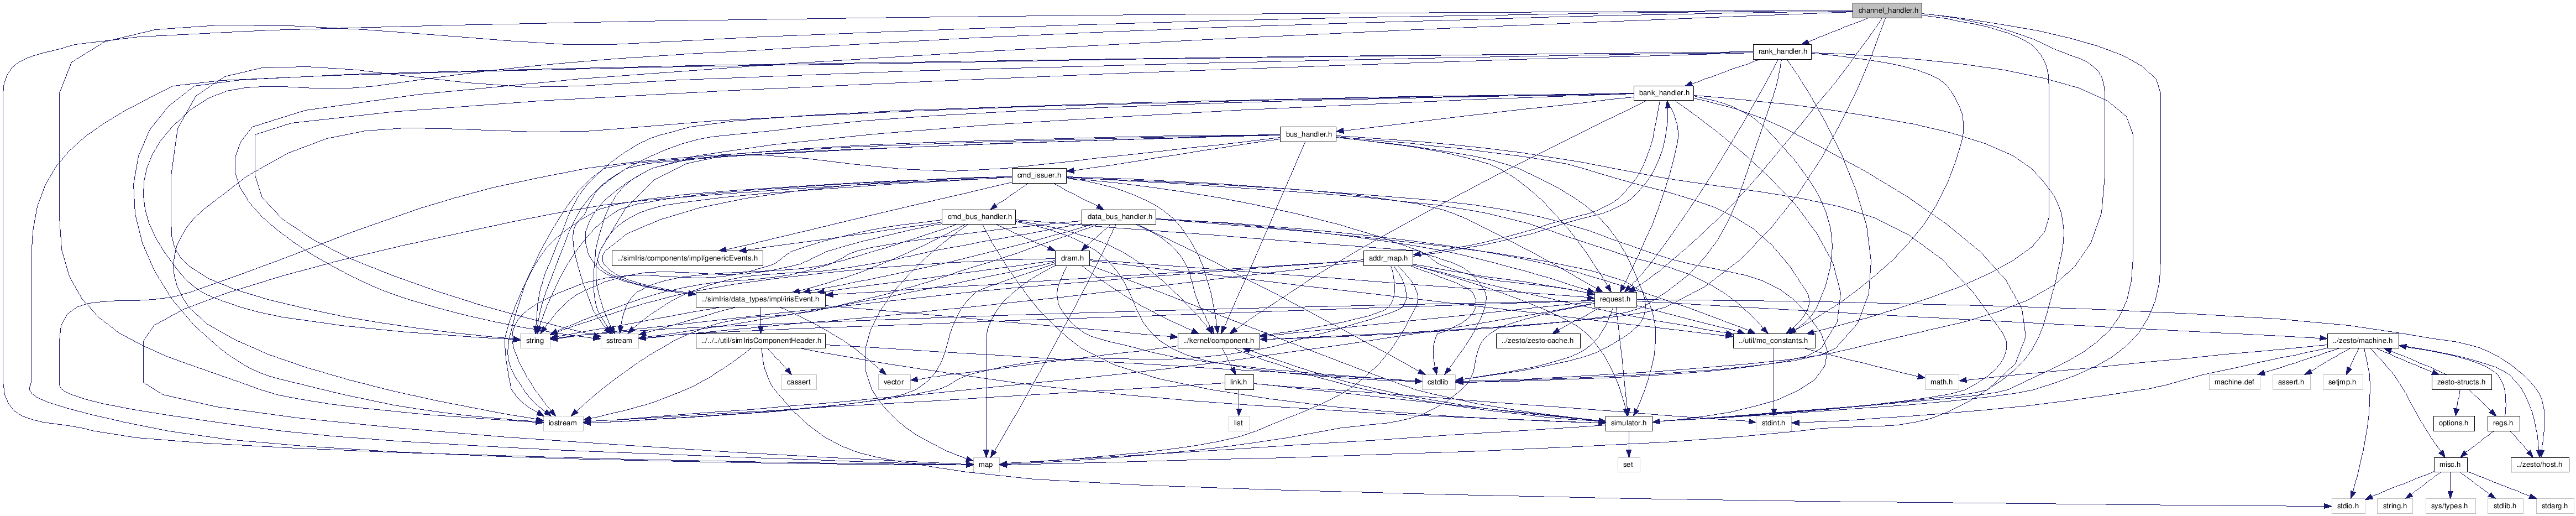 channel_handler.h
rank_handler.h
bank_handler.h
bus_handler.h
cmd_issuer.h
cmd_bus_handler.h
data_bus_handler.h
../simIris/components/impl/genericEvents.h
dram.h
addr_map.h
../simIris/data_types/impl/irisEvent.h
request.h
string
sstream
../../../util/simIrisComponentHeader.h
../kernel/component.h
../zesto/zesto-cache.h
../util/mc_constants.h
../zesto/machine.h
cassert
vector
link.h
cstdlib
math.h
machine.def
assert.h
setjmp.h
zesto-structs.h
iostream
list
simulator.h
stdint.h
options.h
regs.h
map
set
misc.h
../zesto/host.h
stdio.h
string.h
sys/types.h
stdlib.h
stdarg.h